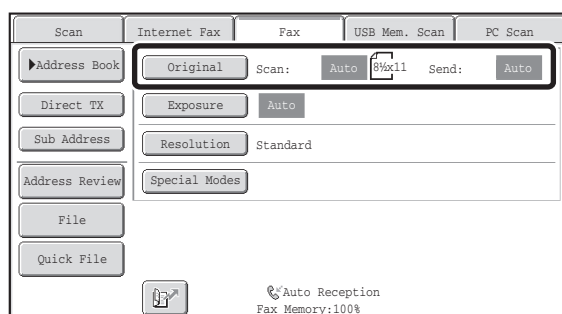 Scan Internet Fax Fax USB Mem. Scan PC Scan
Address Book Original Scan: Auto 8½x11 Send: Auto
Direct TX Exposure Auto
Sub Address Resolution Standard
Address Review Special Modes
File
Quick File
Auto Reception
Fax Memory:100%